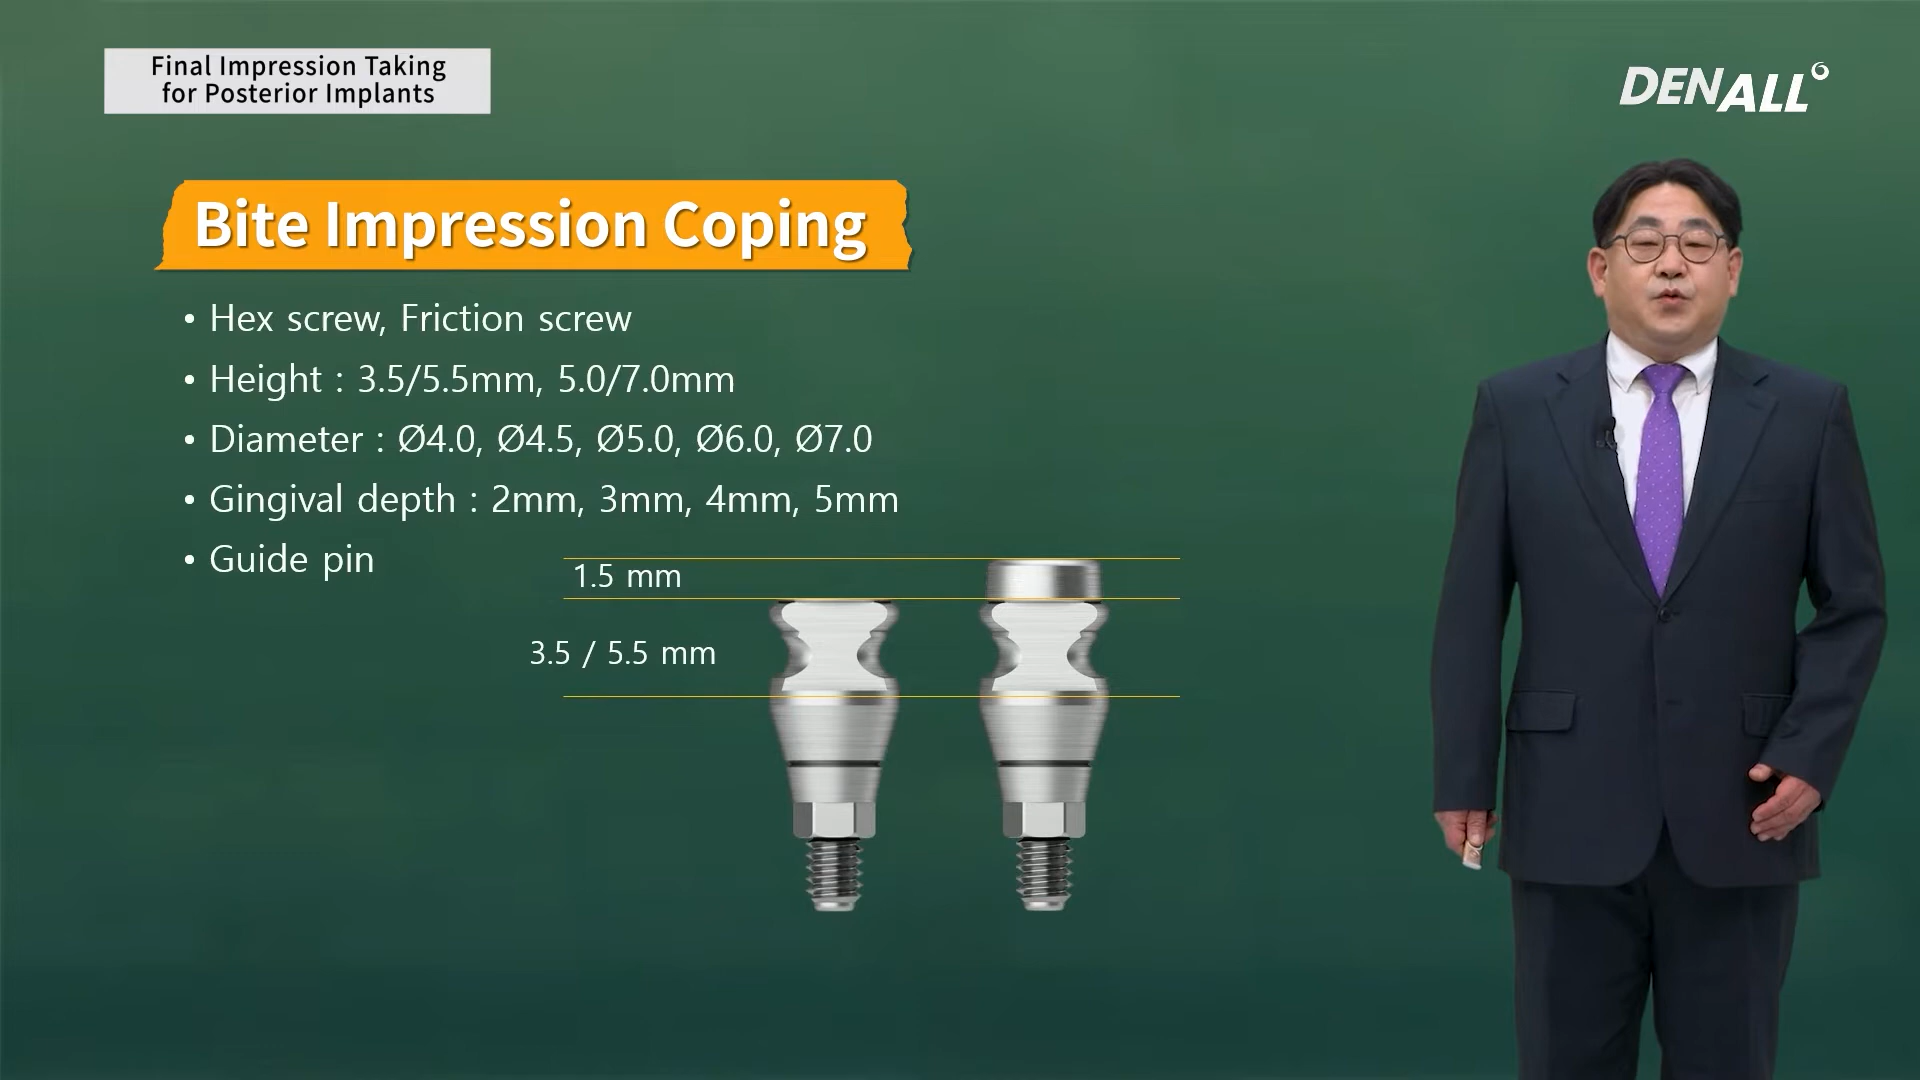 Final Impression Taking
for Posterior Implants
DENALL
Bite Impression Coping
• Hex screw, Friction screw
• Height : 3.5/5.5mm, 5.0/7.0mm
• Diameter : Ø4.0, Ø4.5, Ø5.0, Ø6.0, Ø7.0
• Gingival depth : 2mm, 3mm, 4mm, 5mm
• Guide pin
1.5 mm
3.5 / 5.5 mm